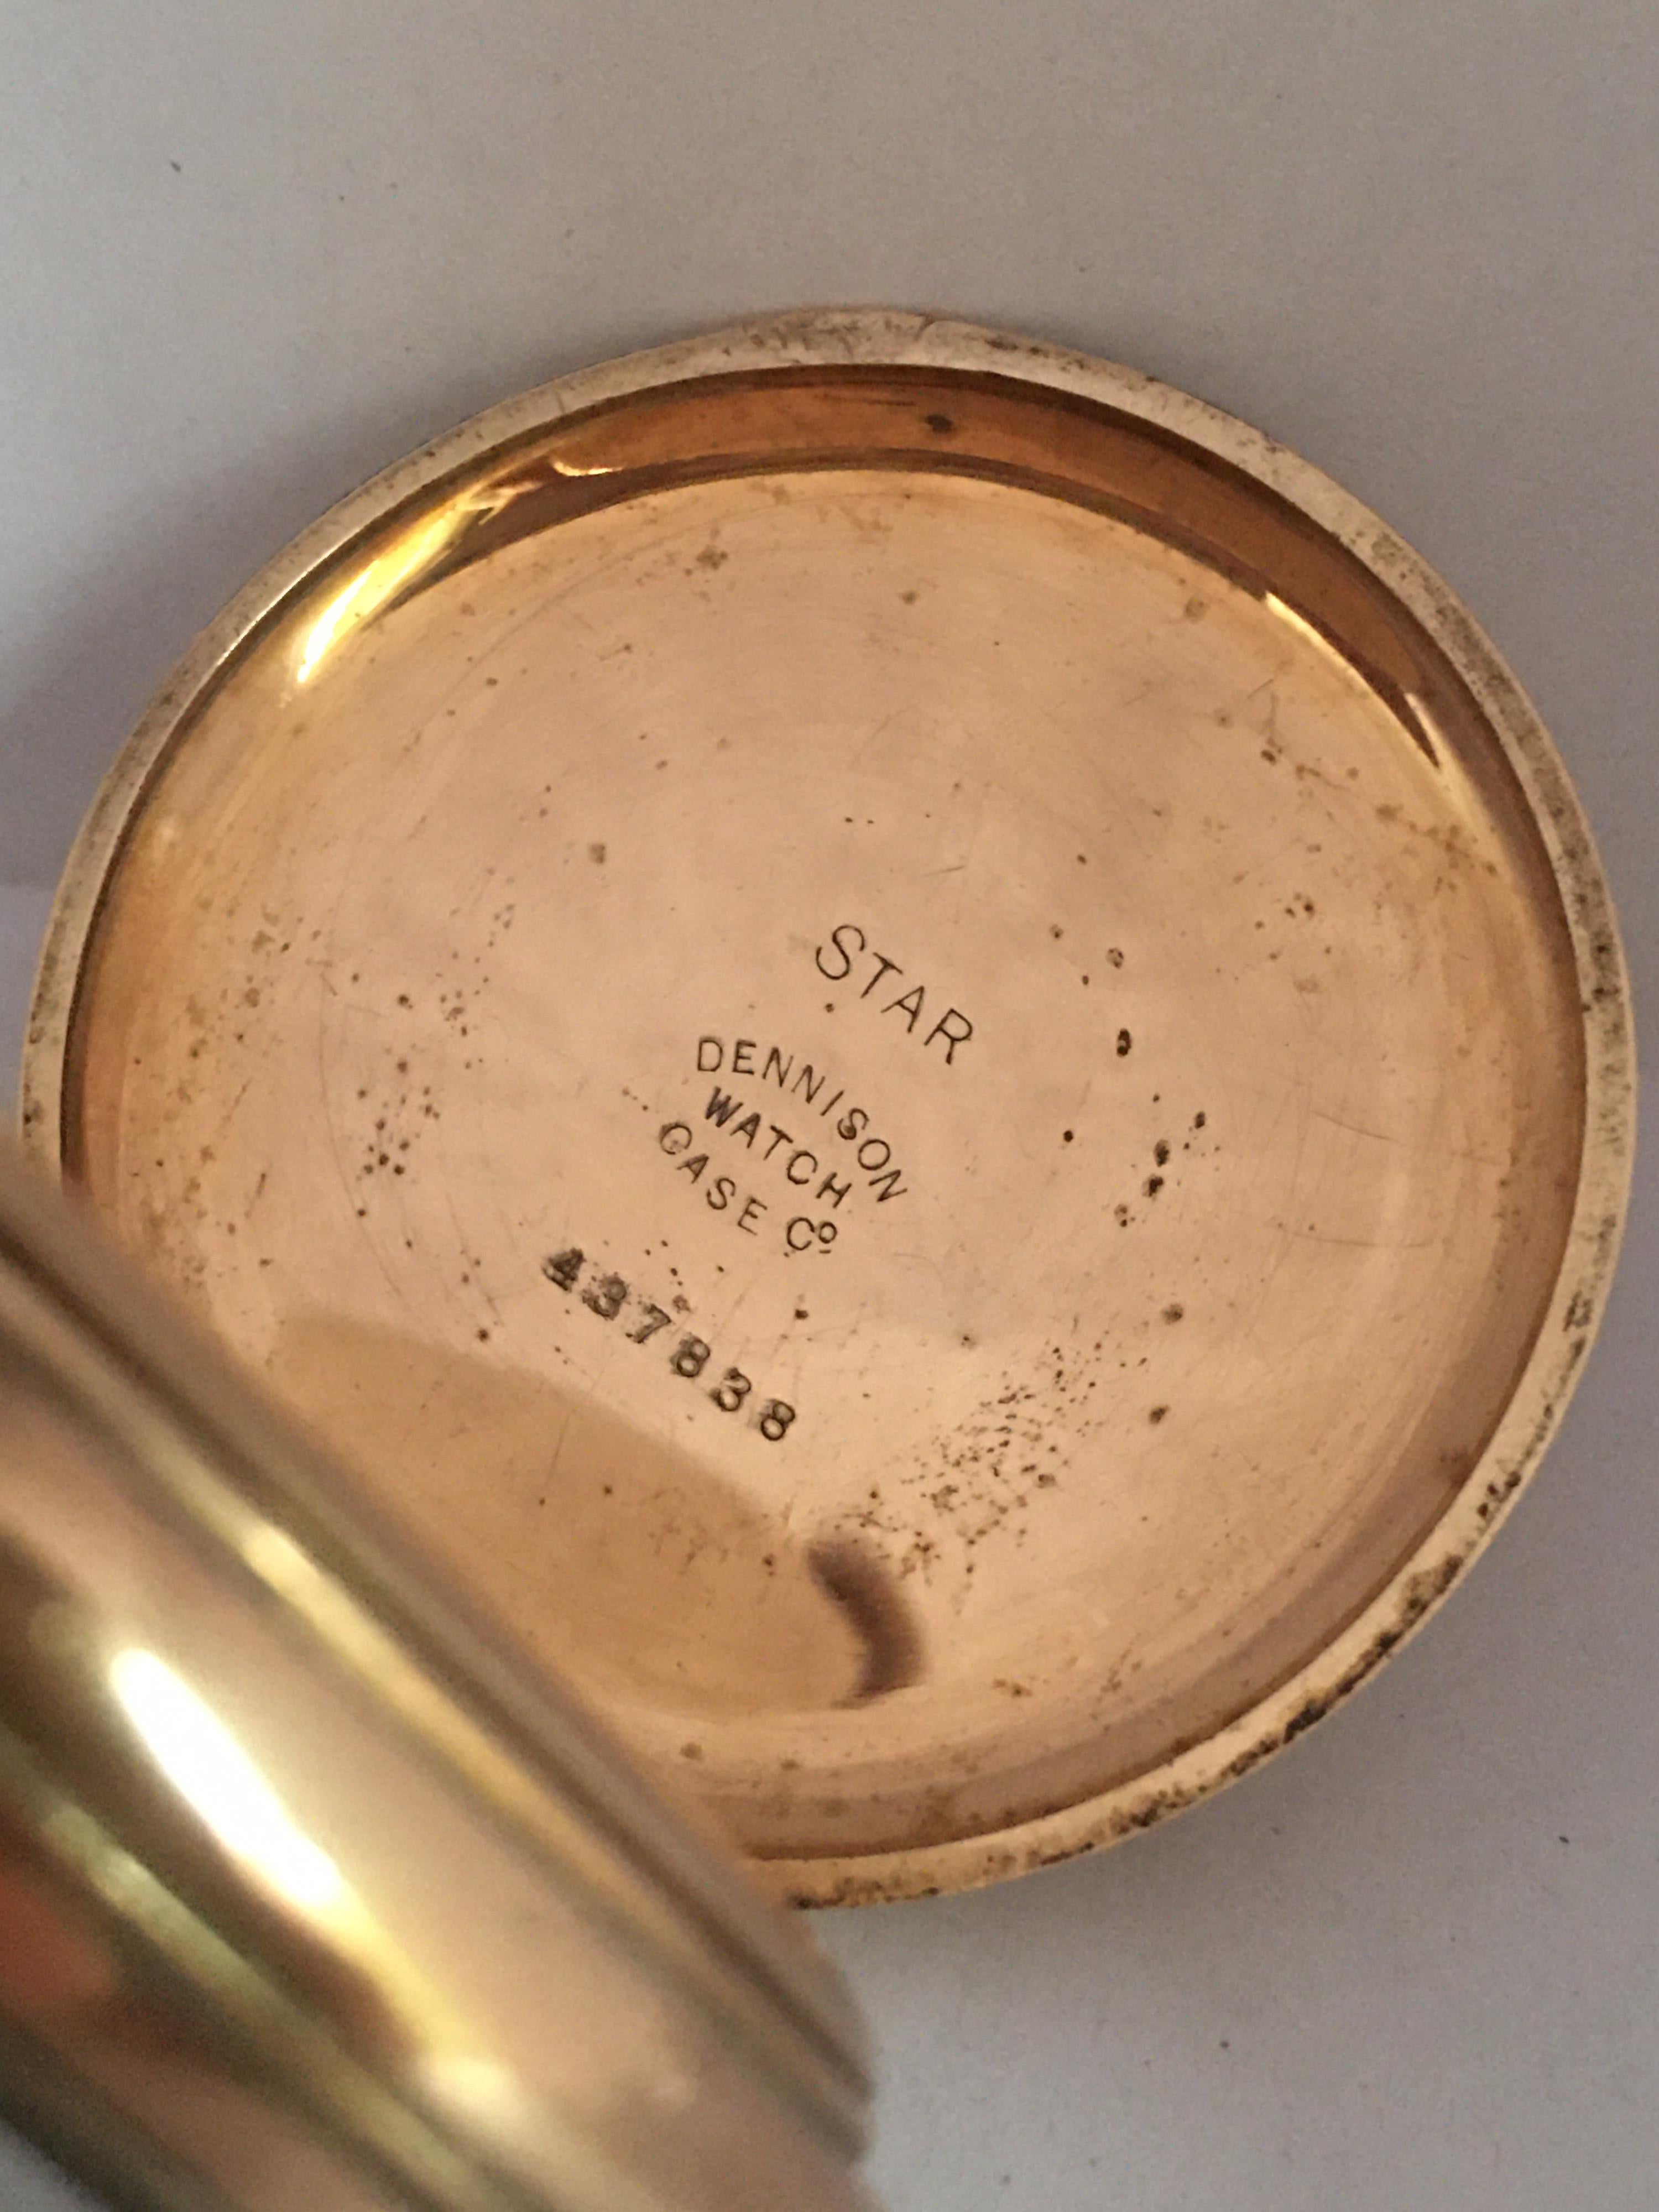 STAR
DENNISON
WATCH
CASE Cº
437838